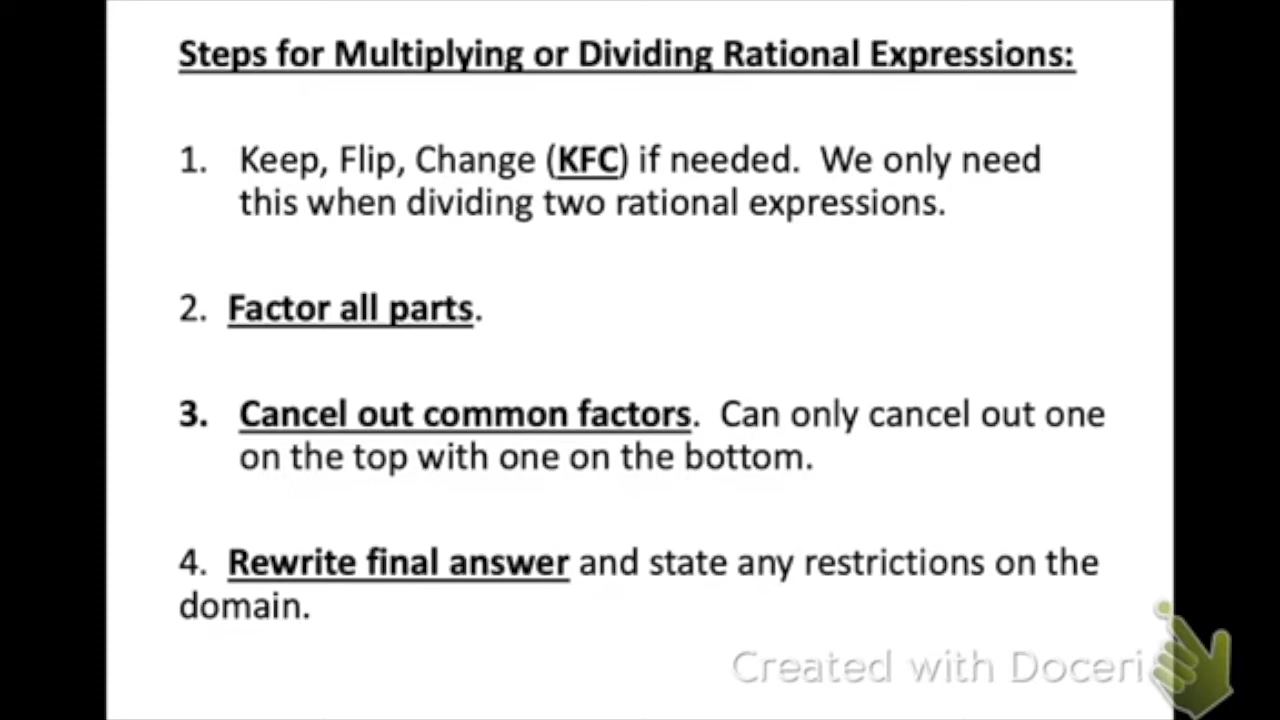 Steps for Multiplying or Dividing Rational Expressions:
1. Keep, Flip, Change (KFC) if needed. We only need
this when dividing two rational expressions.
2. Factor all parts.
3. Cancel out common factors. Can only cancel out one
on the top with one on the bottom.
4. Rewrite final answer and state any restrictions on the
domain.
Created with Doceri